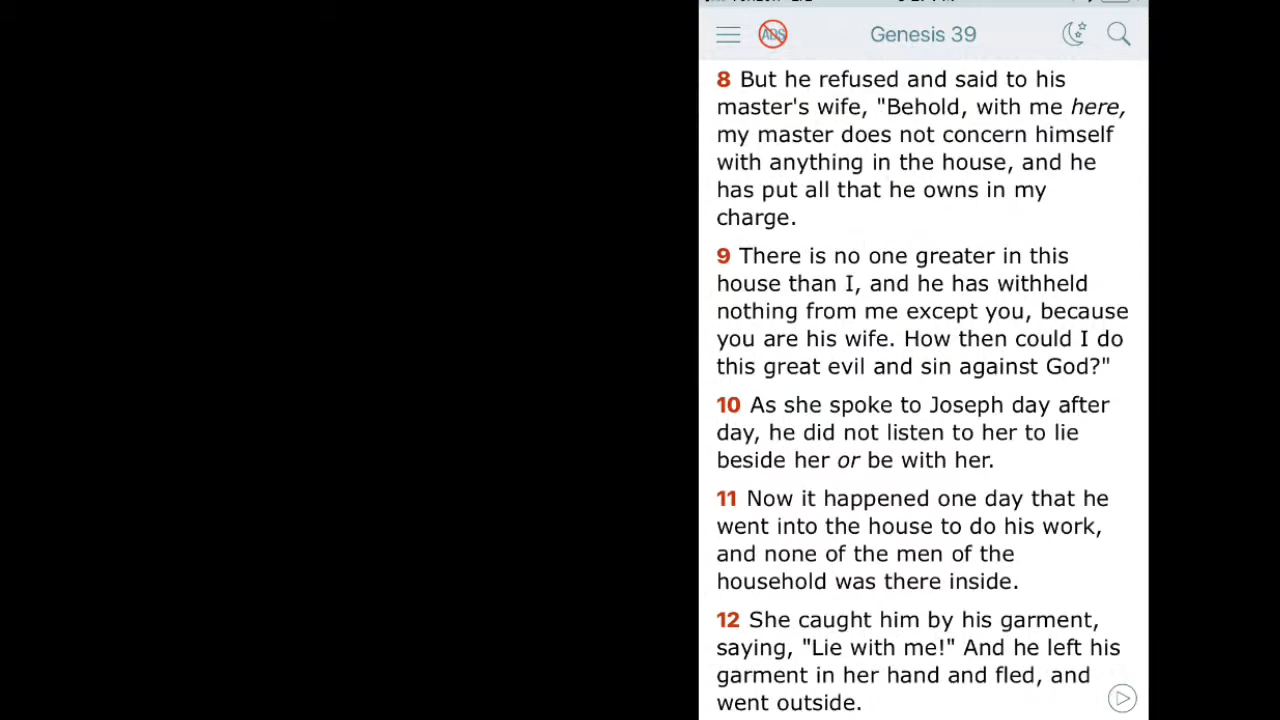 ADS
Genesis 39
8 But he refused and said to his
master's wife, "Behold, with me here,
my master does not concern himself
with anything in the house, and he
has put all that he owns in my
charge.
9 There is no one greater in this
house than I, and he has withheld
nothing from me except you, because
you are his wife. How then could I do
this great evil and sin against God?"
10 As she spoke to Joseph day after
day, he did not listen to her to lie
beside her or be with her.
11 Now it happened one day that he
went into the house to do his work,
and none of the men of the
household was there inside.
12 She caught him by his garment,
saying, "Lie with me!" And he left his
garment in her hand and fled, and
went outside.